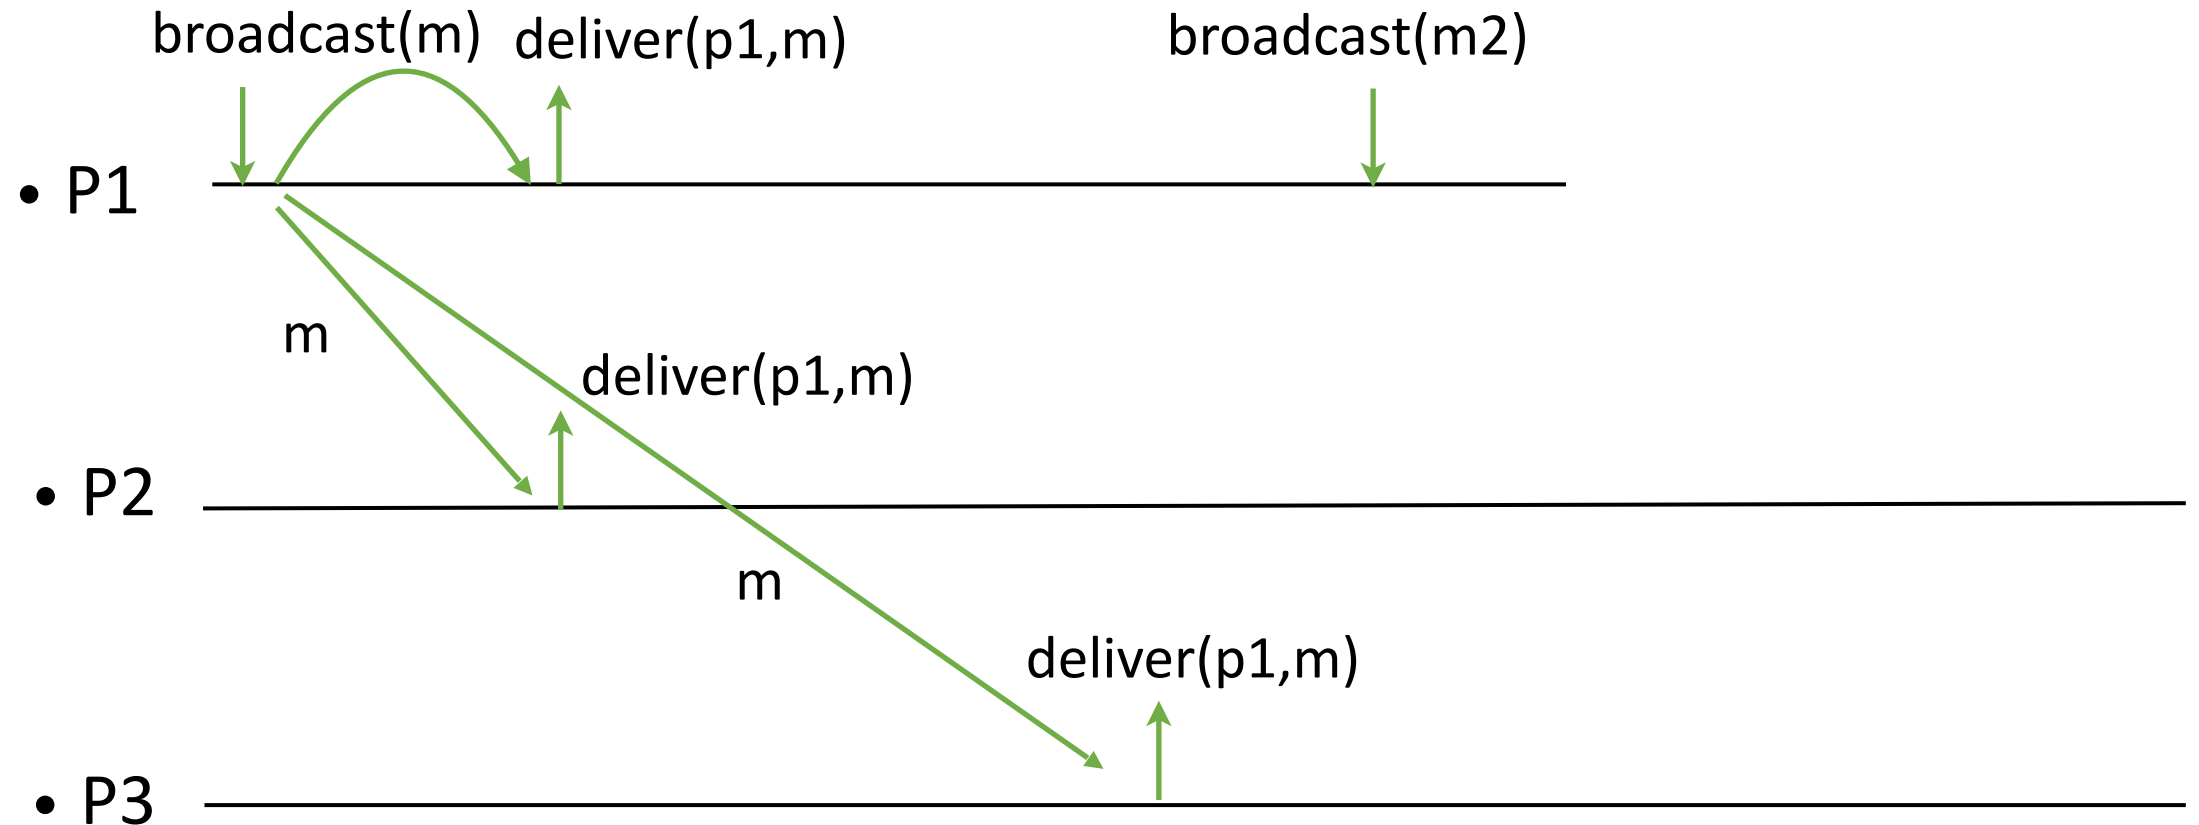 broadcast(m)
deliver(p1,m)
broadcast(m2)
• P1
m
deliver(p1,m)
• P2
m
deliver(p1,m)
• P3